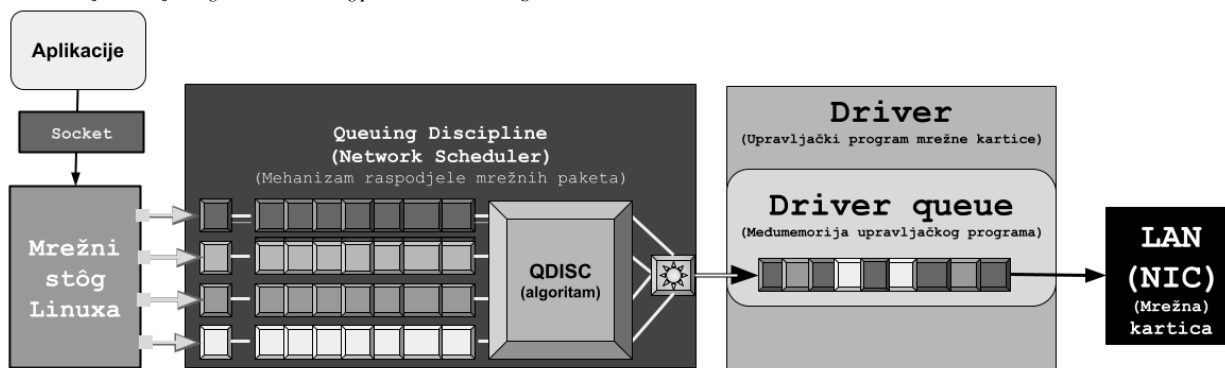 Aplikacije
Socket
Mrežni
stôg
Linuxa
Queuing Discipline
(Network Scheduler)
(Mehanizam raspodjele mrežnih paketa)
QDISC
(algoritam)
Driver
(Upravljački program mrežne kartice)
Driver queue
(Međumemorija upravljačkog programa)
LAN
(NIC)
(Mrežna)
kartica